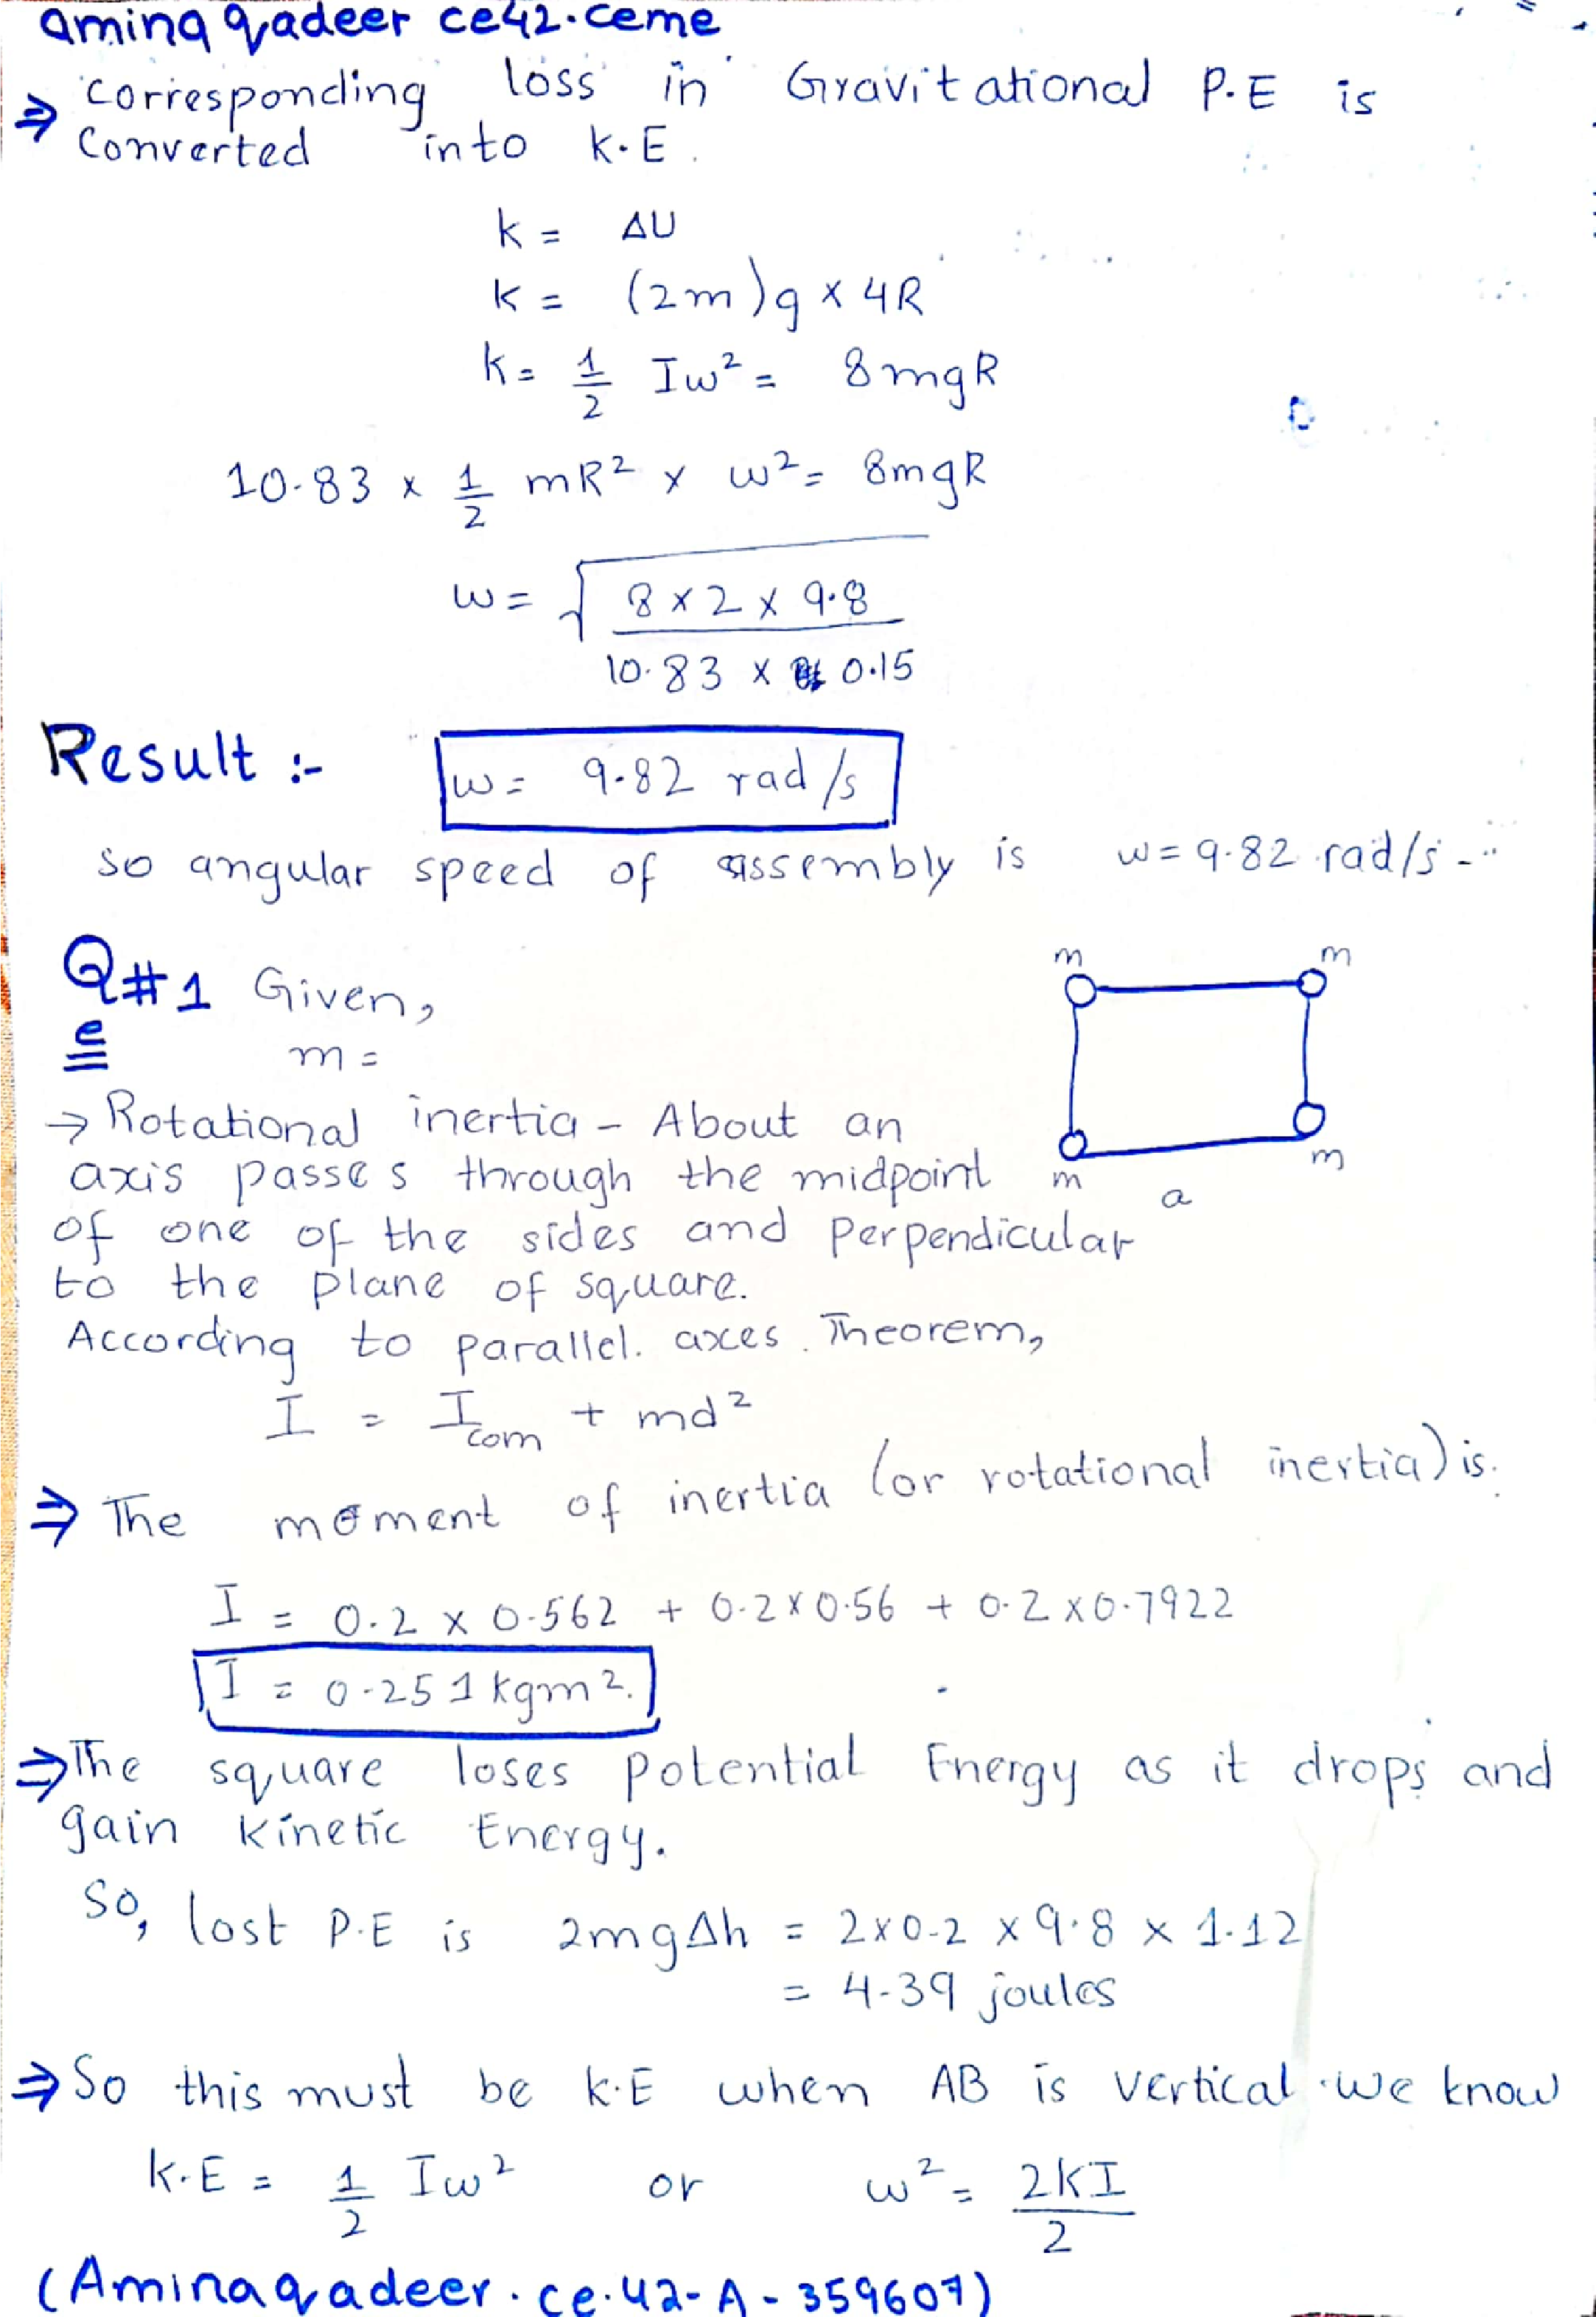 amina qadeer ce42.ceme
⇒ corresponding loss in Gravitational P.E is
Converted into k.E.
k = ΔU
k = (2m)g x 4R
k = 1/2 Iw² = 8mgR
10.83 x 1/2 mR² x w² = 8mgR
w = √(8 x 2 x 9.8 / 10.83 x 0.15)
Result :- w = 9.82 rad/s
so angular speed of assembly is w = 9.82 rad/s
Q#1 Given,
e m =
→ Rotational inertia - About an
axis passes through the midpoint
of one of the sides and perpendicular
to the plane of square.
m m
m a m
According to parallel axes Theorem,
I = Icom + md²
⇒ The moment of inertia (or rotational inertia) is.
I = 0.2 x 0.562 + 0.2 x 0.56 + 0.2 x 0.7922
I = 0.251 kgm².
⇒ The square loses potential Energy as it drops and
gain kinetic Energy.
So, lost P.E is 2mgΔh = 2x0.2 x 9.8 x 1.12
= 4.39 joules
⇒ So this must be k.E when AB is vertical. we know
k.E = 1/2 Iw² or w² = 2KI/2
(Aminaqadeer.ce.42-A-359607)